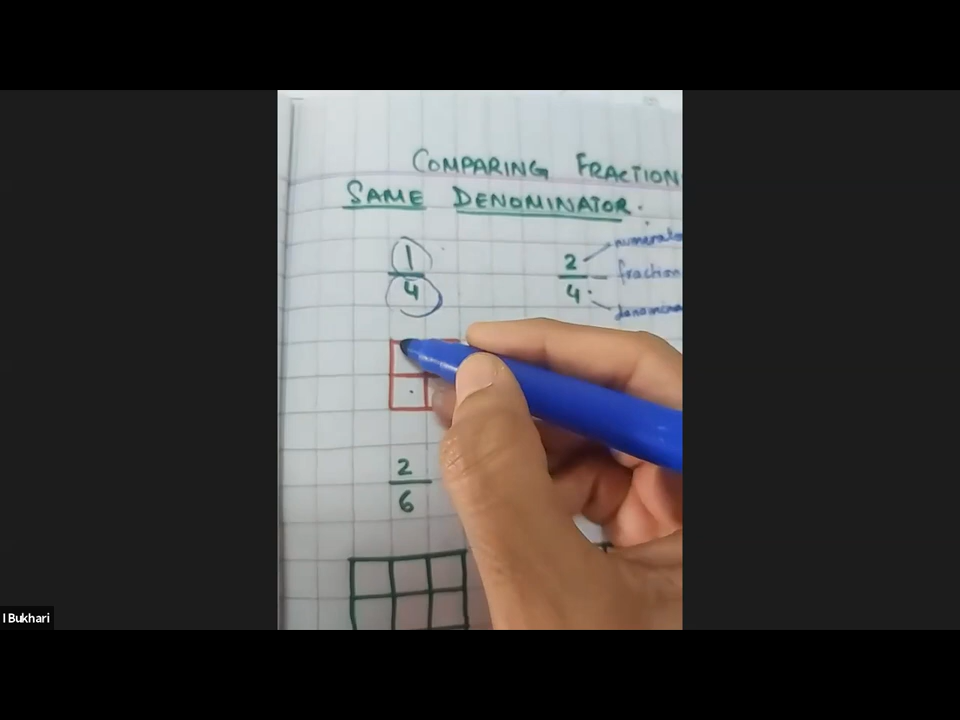 COMPARING FRACTION
SAME DENOMINATOR.
1
4
2
4
fraction
2
6
I Bukhari